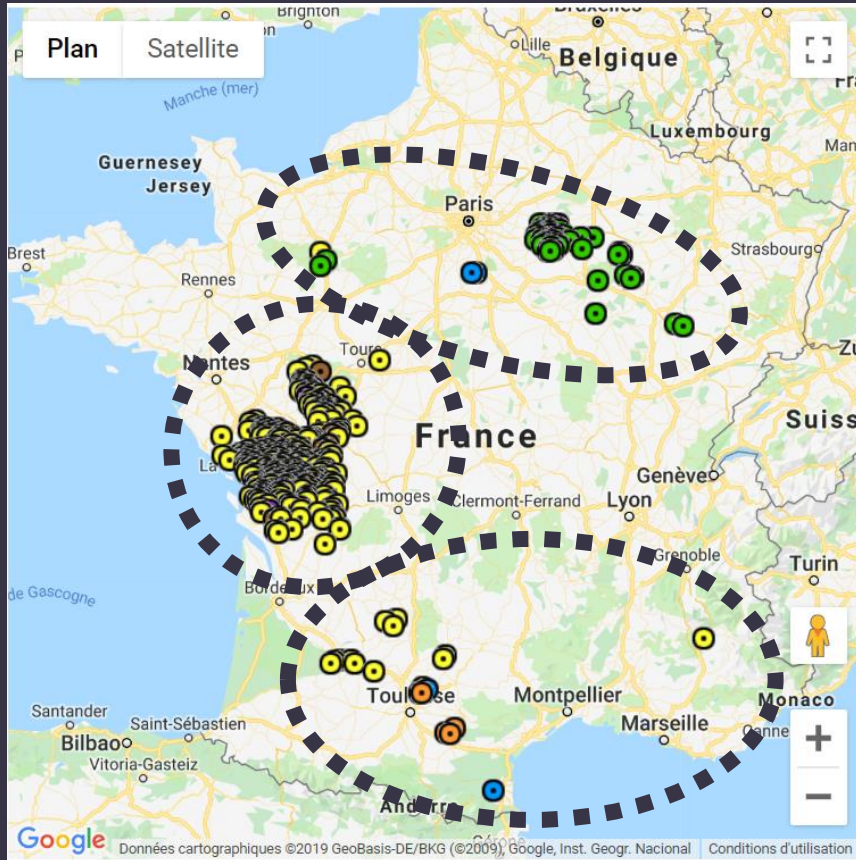 Brighton
Bruxelles
Plan
Satellite
Lille
Belgique
Manche (mer)
Luxembourg
Guernesey
Jersey
Paris
Brest
Rennes
Strasbourg
Nantes
Tours
France
Suiss
Genève
Limoges
Clermont-Ferrand
Lyon
Grenoble
Turin
de Gascogne
Bordeaux
Toulouse
Montpellier
Monaco
Santander
Saint-Sébastien
Marseille
Canne
Bilbao
Vitoria-Gasteiz
Andorre
Gérone
Google
Données cartographiques ©2019 GeoBasis-DE/BKG (©2009), Google, Inst. Geogr. Nacional
Conditions d'utilisation